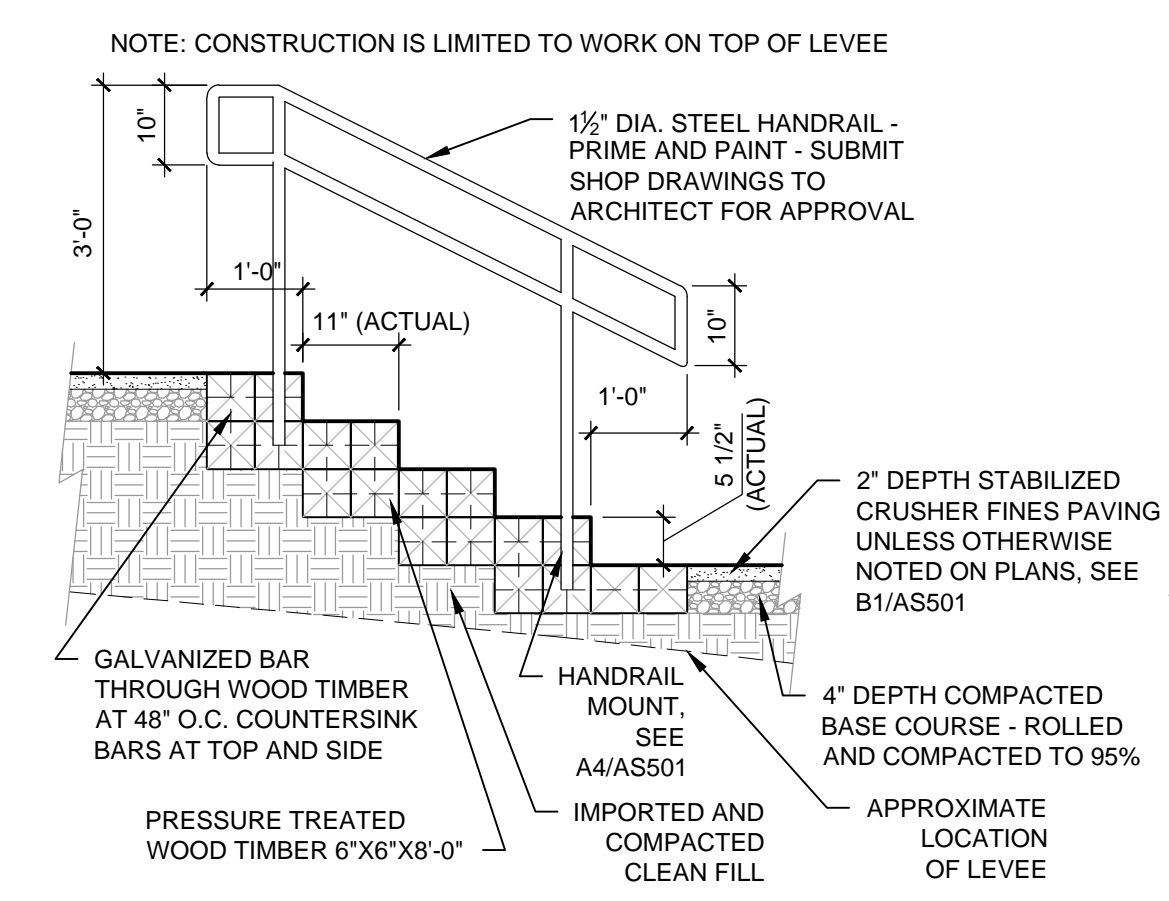 NOTE: CONSTRUCTION IS LIMITED TO WORK ON TOP OF LEVEE
10"
3'-0"
1'-0"
11" (ACTUAL)
1½" DIA. STEEL HANDRAIL -
PRIME AND PAINT - SUBMIT
SHOP DRAWINGS TO
ARCHITECT FOR APPROVAL
10"
1'-0"
5 1/2"
(ACTUAL)
2" DEPTH STABILIZED
CRUSHER FINES PAVING
UNLESS OTHERWISE
NOTED ON PLANS, SEE
B1/AS501
GALVANIZED BAR
THROUGH WOOD TIMBER
AT 48" O.C. COUNTERSINK
BARS AT TOP AND SIDE
HANDRAIL
MOUNT,
SEE
A4/AS501
4" DEPTH COMPACTED
BASE COURSE - ROLLED
AND COMPACTED TO 95%
PRESSURE TREATED
WOOD TIMBER 6"X6"X8'-0"
IMPORTED AND
COMPACTED
CLEAN FILL
APPROXIMATE
LOCATION
OF LEVEE